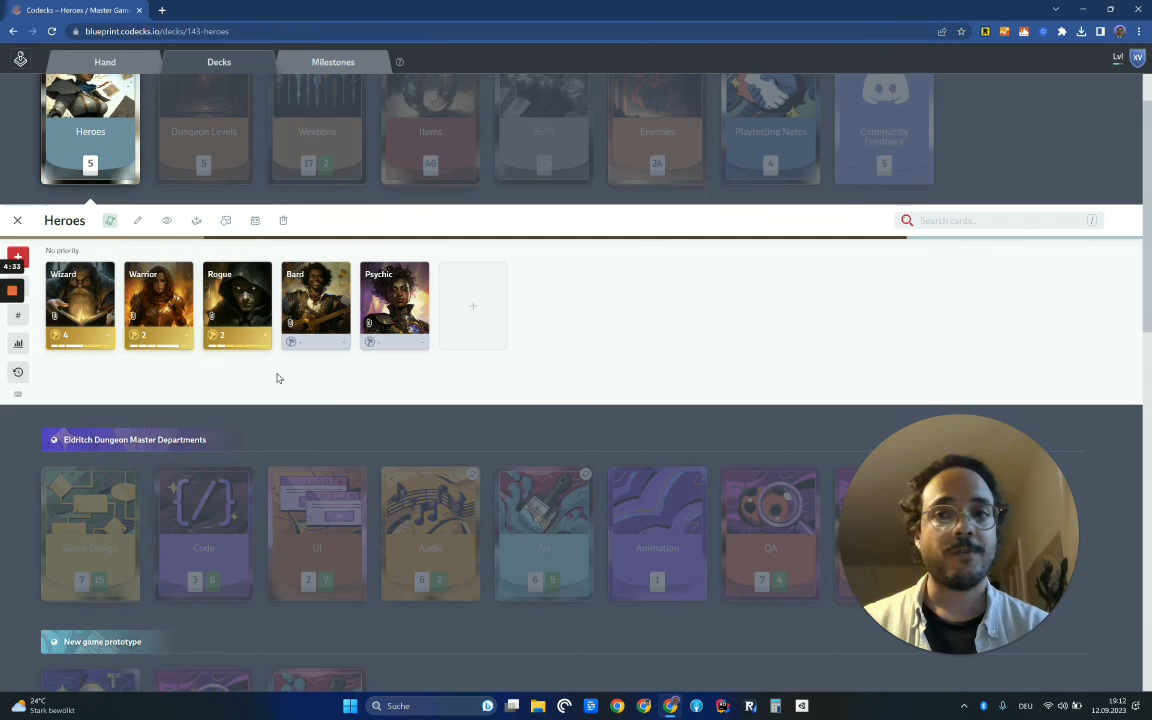 Codecks – Heroes / Master Gam
blueprint.codecks.io/decks/143-heroes
Hand
Decks
Milestones
Lvl
XV
Heroes
Dungeon Levels
Weapons
Items
Buffs
Enemies
Playtesting Notes
Community Feedback
5
5
17 2
46
24
4
5
Heroes
Search cards...
/
No priority
4:33
Wizard
Warrior
Rogue
Bard
Psychic
4 -
2 -
2 -
- -
- -
#
Eldritch Dungeon Master Departments
Game Design
Code
UI
Audio
Art
Animation
QA
7 15
3 6
2 7
6 2
6 5
1
7 4
New game prototype
24°C
Stark bewölkt
Suche
DEU
19:12
12.09.2023